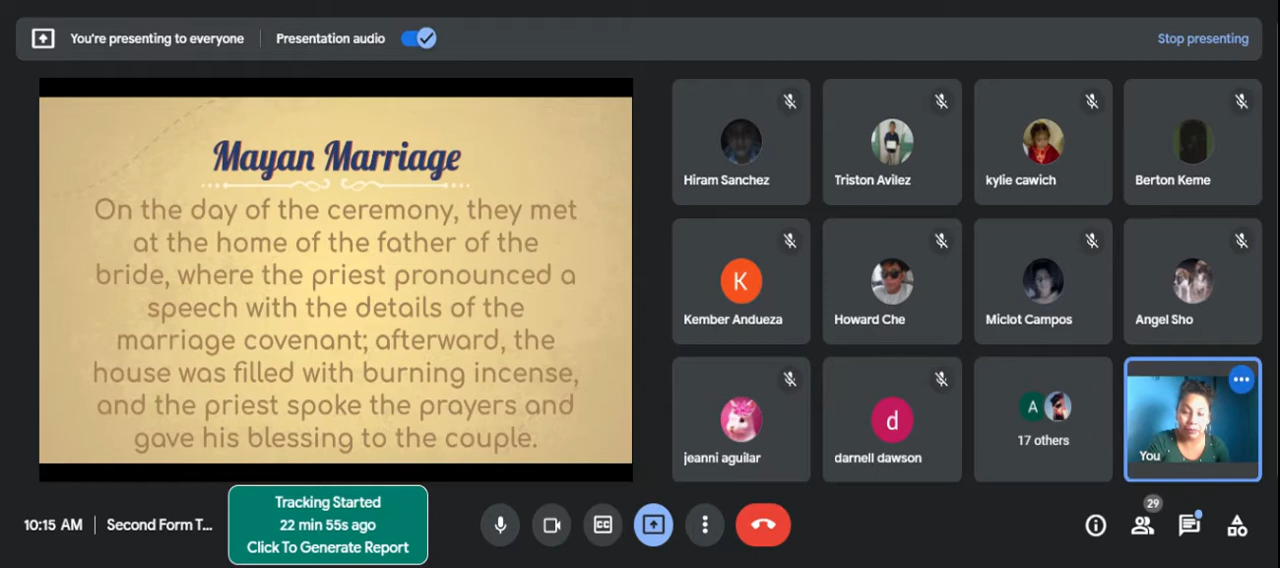 You're presenting to everyone
Presentation audio
Stop presenting
Mayan Marriage
On the day of the ceremony, they met
at the home of the father of the
bride, where the priest pronounced a
speech with the details of the
marriage covenant; afterward, the
house was filled with burning incense,
and the priest spoke the prayers and
gave his blessing to the couple.
Hiram Sanchez
Triston Avilez
kylie cawich
Berton Keme
K
Kember Andueza
Howard Che
Miclot Campos
Angel Sho
jeanni aguilar
d
darnell dawson
A
17 others
You
10:15 AM
Second Form T...
Tracking Started
22 min 55s ago
Click To Generate Report
CC
29